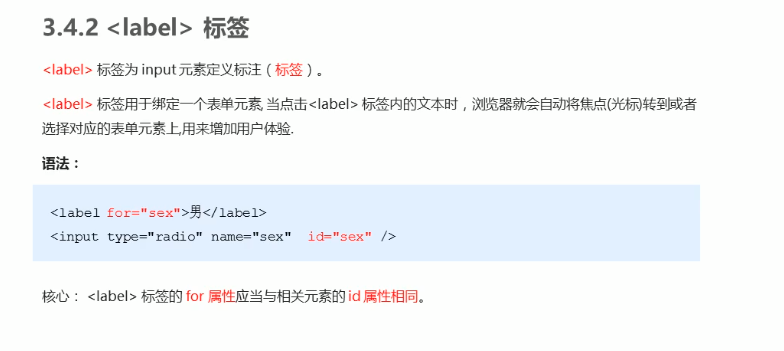 3.4.2 <label> 标签
<label> 标签为 input 元素定义标注（标签）。
<label> 标签用于绑定一个表单元素, 当点击<label> 标签内的文本时，浏览器就会自动将焦点(光标)转到或者
选择对应的表单元素上,用来增加用户体验.
语法：
<label for="sex">男</label>
<input type="radio" name="sex"  id="sex" />
核心： <label> 标签的 for 属性应当与相关元素的 id 属性相同。